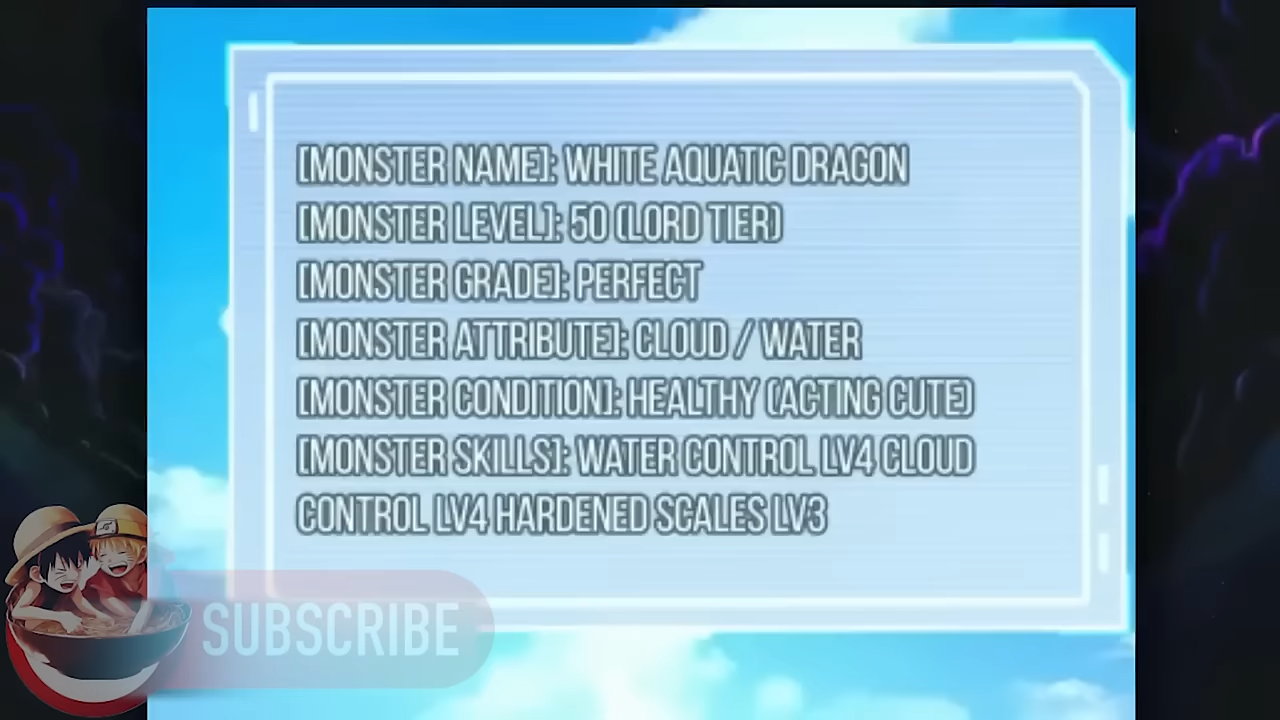 [MONSTER NAME]: WHITE AQUATIC DRAGON
[MONSTER LEVEL]: 50 (LORD TIER)
[MONSTER GRADE]: PERFECT
[MONSTER ATTRIBUTE]: CLOUD / WATER
[MONSTER CONDITION]: HEALTHY (ACTING CUTE)
[MONSTER SKILLS]: WATER CONTROL LV4 CLOUD
CONTROL LV4 HARDENED SCALES LV3
SUBSCRIBE